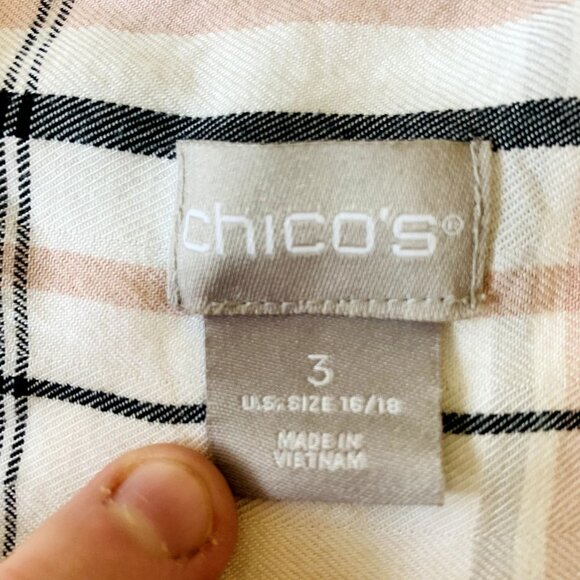 chico's®
3
U.S. SIZE 16/18
MADE IN
VIETNAM